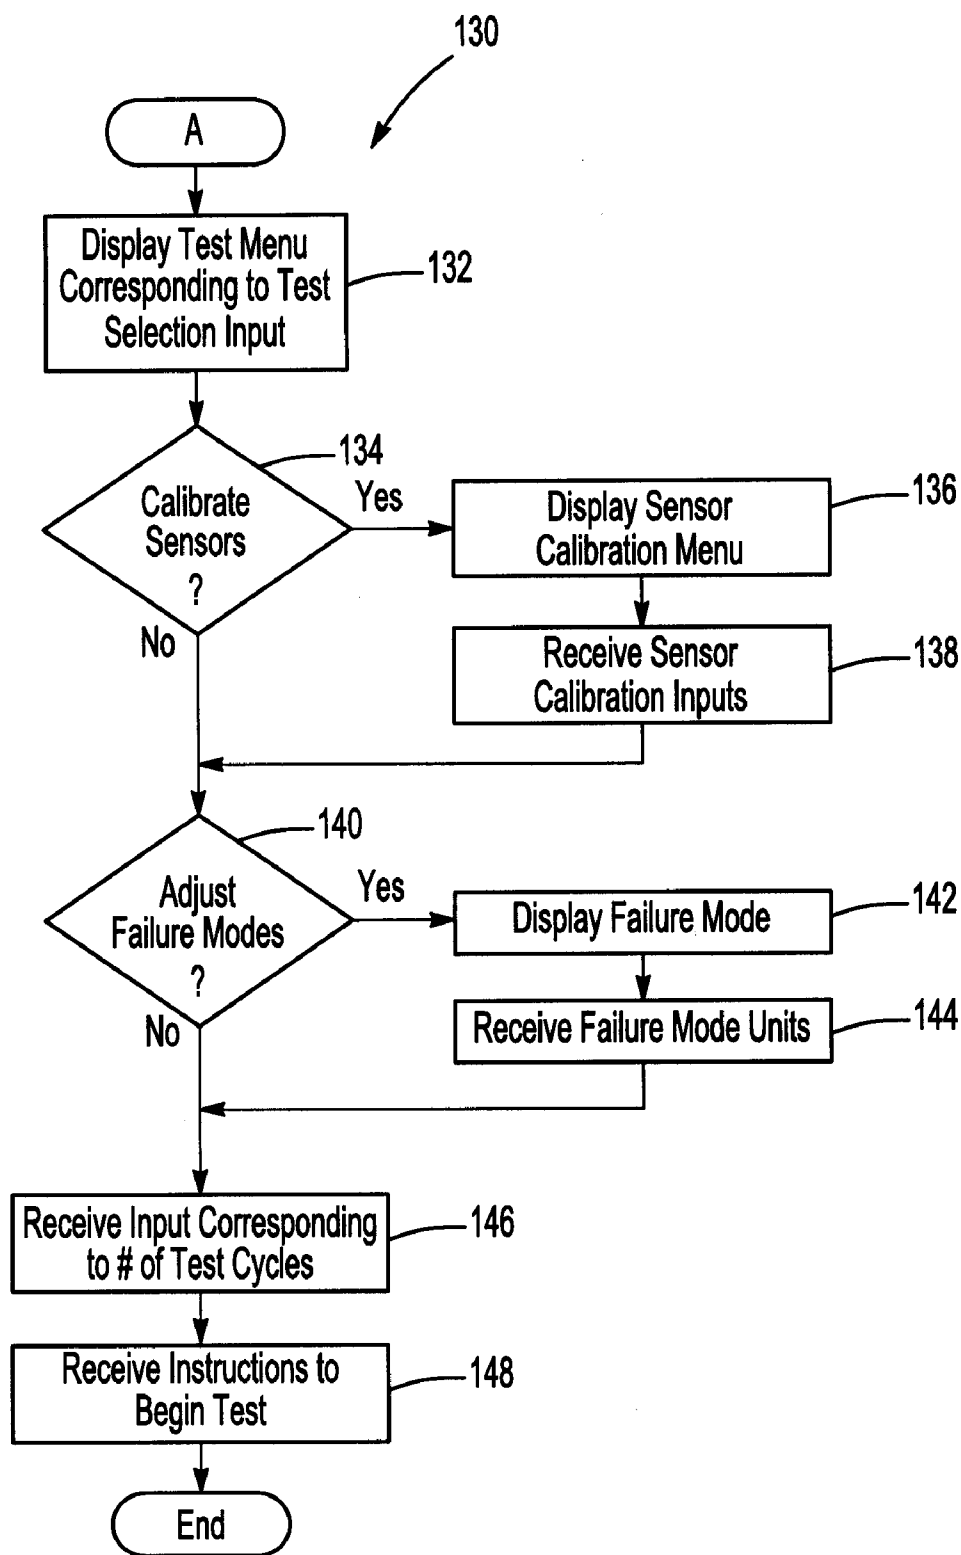 130
A
Display Test Menu
Corresponding to Test
Selection Input
132
134
Calibrate
Sensors
?
Yes
No
Display Sensor
Calibration Menu
136
Receive Sensor
Calibration Inputs
138
140
Adjust
Failure Modes
?
Yes
No
Display Failure Mode
142
Receive Failure Mode Units
144
Receive Input Corresponding
to # of Test Cycles
146
Receive Instructions to
Begin Test
148
End